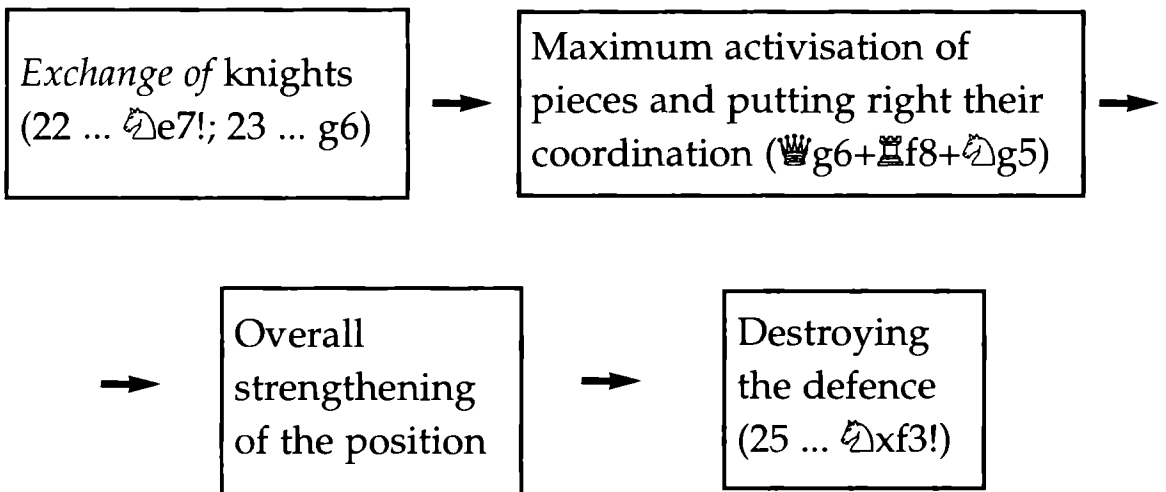 Exchange of knights
(22 ... ♘e7!; 23 ... g6)
Maximum activisation of
pieces and putting right their
coordination (♛g6+♜f8+♘g5)
Overall
strengthening
of the position
Destroying
the defence
(25 ... ♘xf3!)